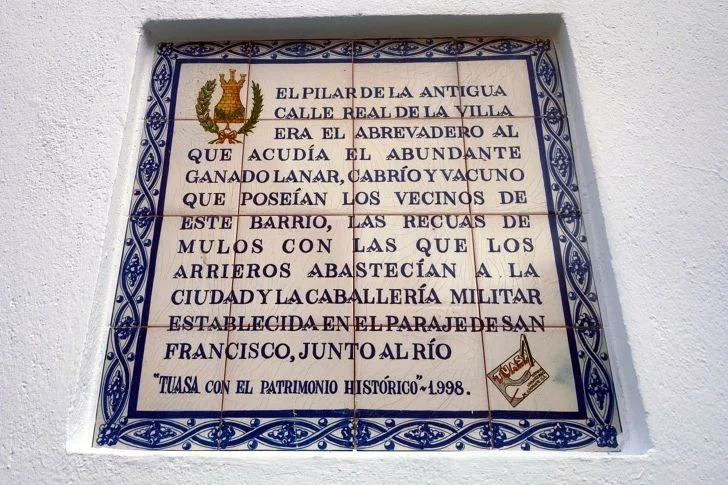 EL PILAR DE LA ANTIGUA
CALLE REAL DE LA VILLA
ERA EL ABREVADERO AL
QUE ACUDÍA EL ABUNDANTE
GANADO LANAR, CABRÍO Y VACUNO
QUE POSEÍAN LOS VECINOS DE
ESTE BARRIO, LAS RECUAS DE
MULOS CON LAS QUE LOS
ARRIEROS ABASTECÍAN A LA
CIUDAD Y LA CABALLERÍA MILITAR
ESTABLECIDA EN EL PARAJE DE SAN
FRANCISCO, JUNTO AL RÍO
"TUASA CON EL PATRIMONIO HISTÓRICO"~1.998.
TUASA